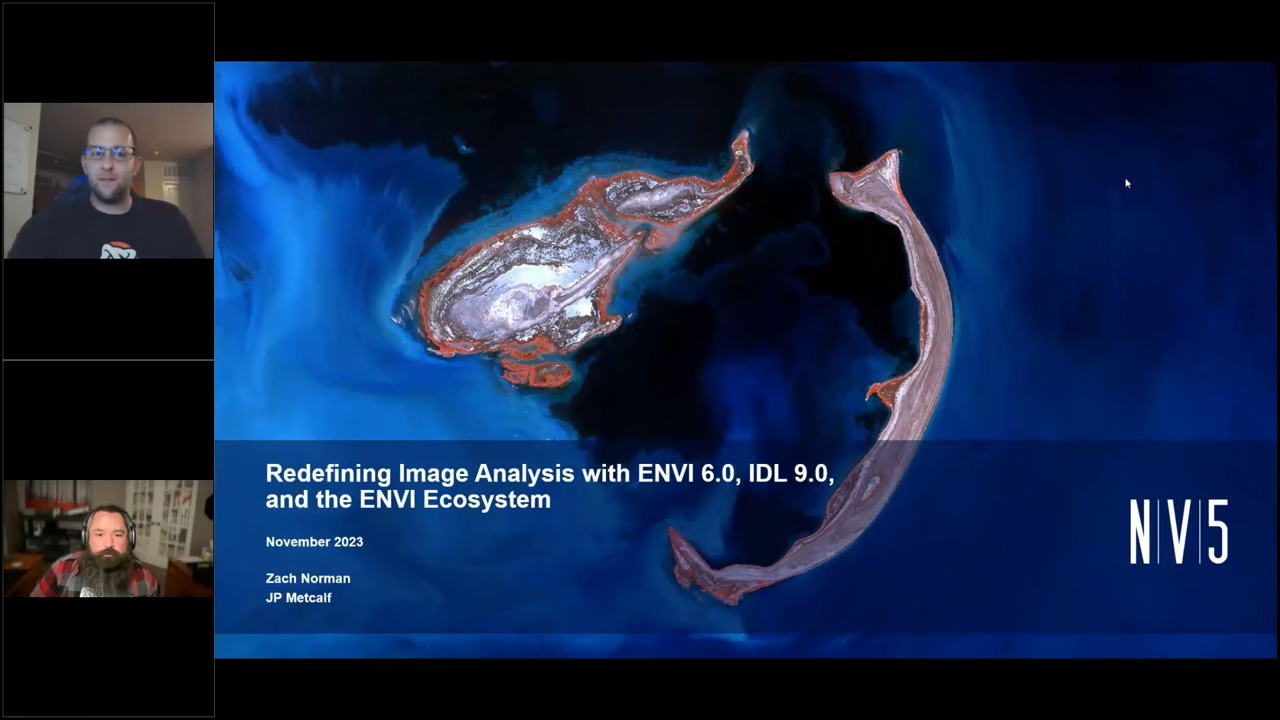 Redefining Image Analysis with ENVI 6.0, IDL 9.0,
and the ENVI Ecosystem
November 2023
Zach Norman
JP Metcalf
NV5